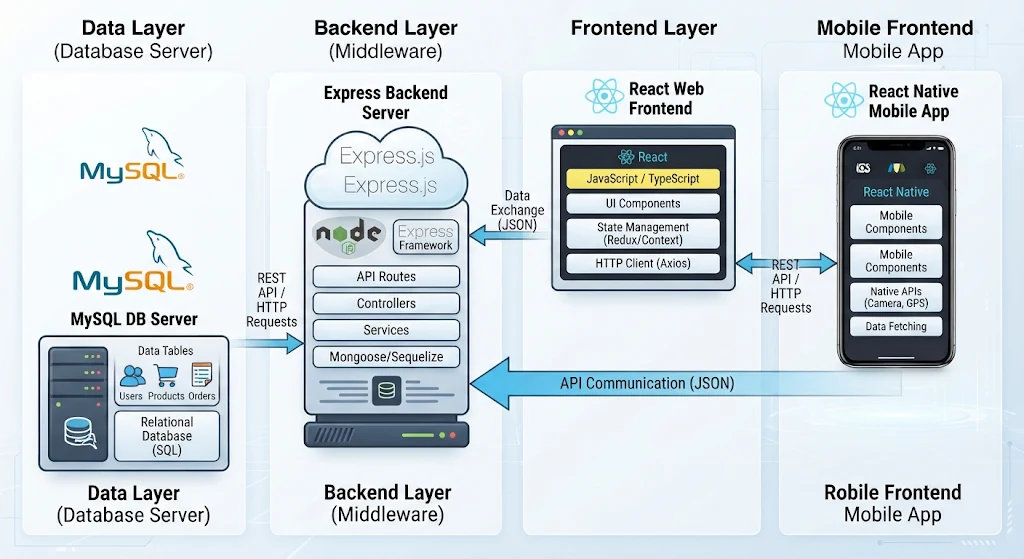 Data Layer
(Database Server)
MySQL®
MySQL®
MySQL DB Server
Data Tables
Users Products Orders
Relational
Database
(SQL)
Data Layer
(Database Server)
REST
API /
HTTP
Requests
Backend Layer
(Middleware)
Express Backend
Server
Express.js
Express.js
node
JS
Express
Framework
API Routes
Controllers
Services
Mongoose/Sequelize
Backend Layer
(Middleware)
Data
Exchange
(JSON)
Frontend Layer
React Web
Frontend
React
JavaScript / TypeScript
UI Components
State Management
(Redux/Context)
HTTP Client (Axios)
REST
API /
HTTP
Requests
API Communication (JSON)
Mobile Frontend
Mobile App
React Native
Mobile App
React Native
Mobile
Components
Mobile
Components
Native APIs
(Camera, GPS)
Data Fetching
Robile Frontend
Mobile App